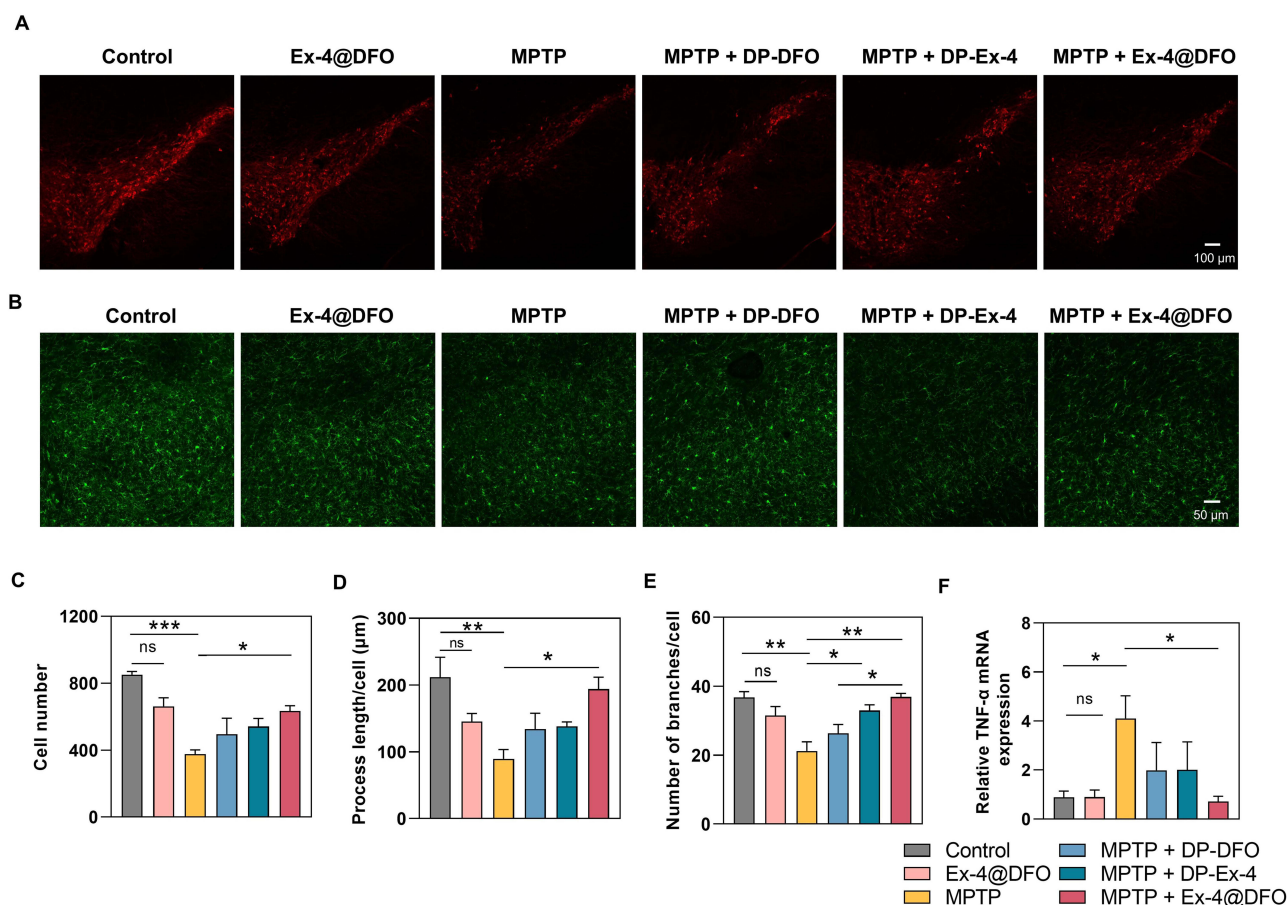 A
Control Ex-4@DFO MPTP MPTP + DP-DFO MPTP + DP-Ex-4 MPTP + Ex-4@DFO
100 µm
B
Control Ex-4@DFO MPTP MPTP + DP-DFO MPTP + DP-Ex-4 MPTP + Ex-4@DFO
50 µm
C
Cell number
1200
800
400
0
***
ns
*
D
Process length/cell (µm)
300
200
100
0
**
ns
*
E
Number of branches/cell
60
40
20
0
**
**
*
ns
*
F
Relative TNF-α mRNA
expression
8
6
4
2
0
*
*
ns
Control
Ex-4@DFO
MPTP
MPTP + DP-DFO
MPTP + DP-Ex-4
MPTP + Ex-4@DFO